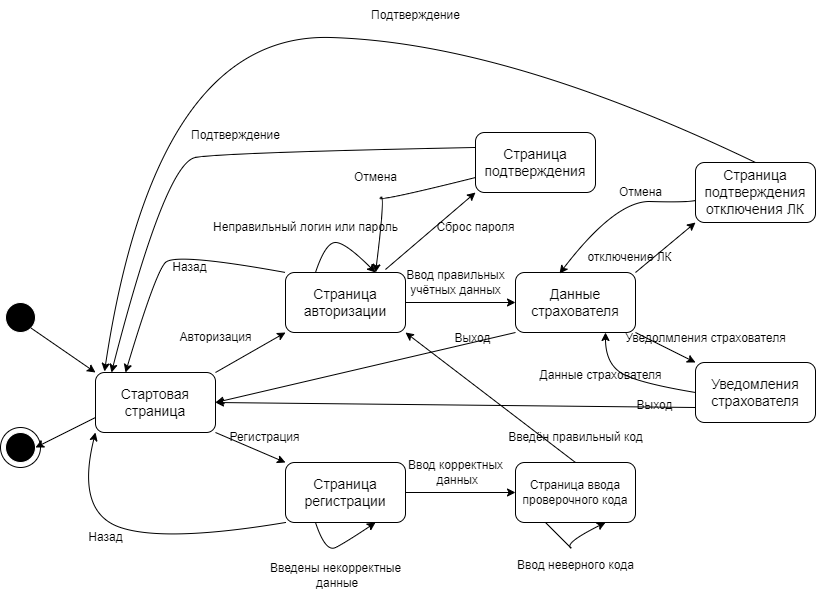 Подтверждение
Подтверждение
Страница
подтверждения
Отмена
Страница
подтверждения
отключения ЛК
Отмена
Неправильный логин или пароль
Сброс пароля
отключение ЛК
Назад
Страница
авторизации
Ввод правильных
учётных данных
Данные
страхователя
Авторизация
Выход
Уведолмления страхователя
Данные страхователя
Стартовая
страница
Уведомления
страхователя
Выход
Регистрация
Введён правильный код
Страница
регистрации
Ввод корректных
данных
Страница ввода
проверочного кода
Назад
Введены некорректные
данные
Ввод неверного кода